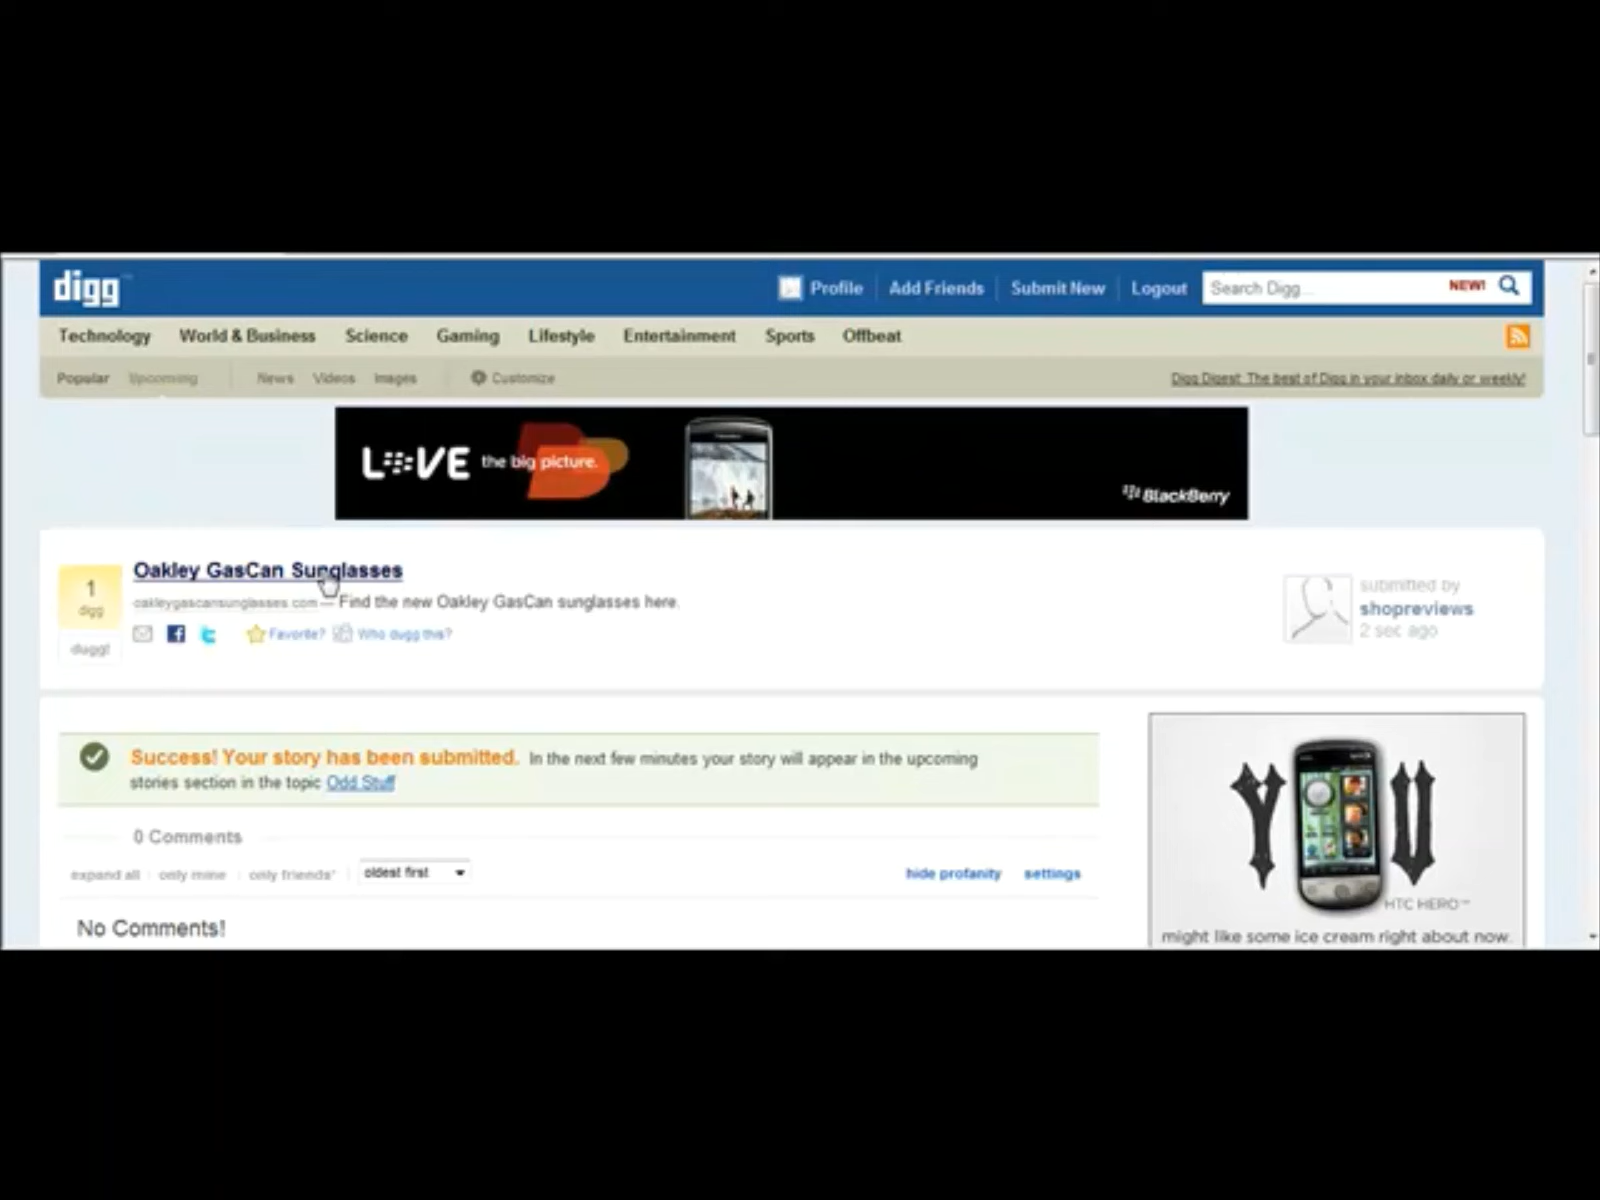 digg
Profile Add Friends Submit New Logout Search Digg... NEW!
Technology World & Business Science Gaming Lifestyle Entertainment Sports Offbeat
Popular Upcoming News Videos Images Customize Digg Digest: The best of Digg in your inbox daily or weekly!
LOVE the big picture.
BlackBerry
1
digg
duggl
Oakley GasCan Sunglasses
oakleygascansunglasses.com — Find the new Oakley GasCan sunglasses here.
Favorite? Who dugg this?
submitted by
shopreviews
2 sec ago
Success! Your story has been submitted. In the next few minutes your story will appear in the upcoming
stories section in the topic Odd Stuff
0 Comments
expand all only mine only friends' oldest first hide profanity settings
No Comments!
YU
HTC HERO™
might like some ice cream right about now.